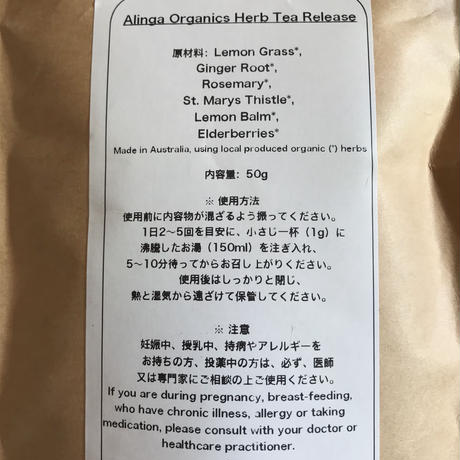 Alinga Organics Herb Tea Release
原材料: Lemon Grass*,
Ginger Root*,
Rosemary*,
St. Marys Thistle*,
Lemon Balm*,
Elderberries*
Made in Australia, using local produced organic (*) herbs
内容量: 50g
※ 使用方法
使用前に内容物が混ざるよう振ってください。
1日2～5回を目安に、小さじ一杯（1g）に
沸騰したお湯（150ml）を注ぎ入れ、
5～10分待ってからお召し上がりください。
使用後はしっかりと閉じ、
熱と湿気から遠ざけて保管してください。
※ 注意
妊娠中、授乳中、持病やアレルギーを
お持ちの方、投薬中の方は、必ず、医師
又は専門家にご相談の上ご使用ください。
If you are during pregnancy, breast-feeding,
who have chronic illness, allergy or taking
medication, please consult with your doctor or
healthcare practitioner.